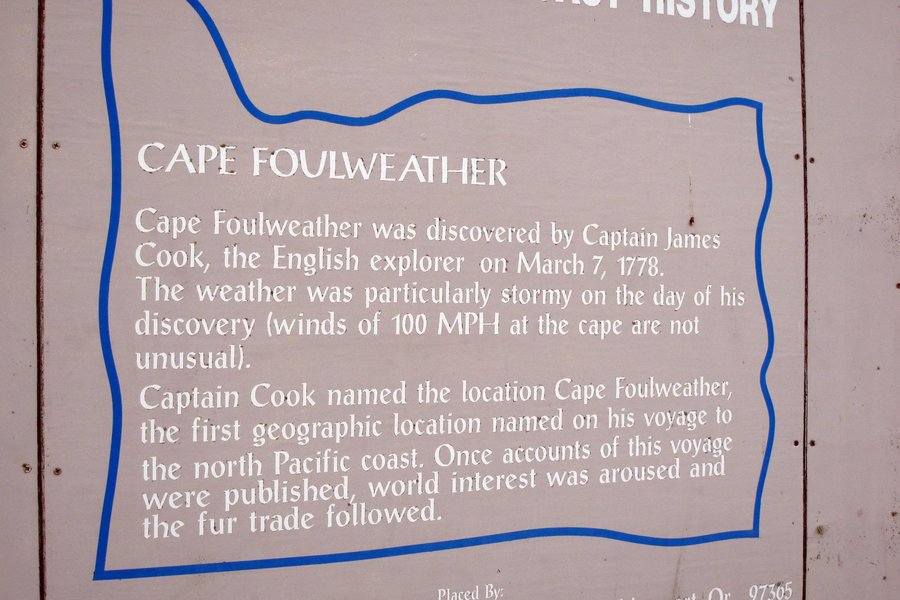 HISTORY
CAPE FOULWEATHER
Cape Foulweather was discovered by Captain James
Cook, the English explorer on March 7, 1778.
The weather was particularly stormy on the day of his
discovery (winds of 100 MPH at the cape are not
unusual).
Captain Cook named the location Cape Foulweather,
the first geographic location named on his voyage to
the north Pacific coast. Once accounts of this voyage
were published, world interest was aroused and
the fur trade followed.
Placed By:
Or. 97365